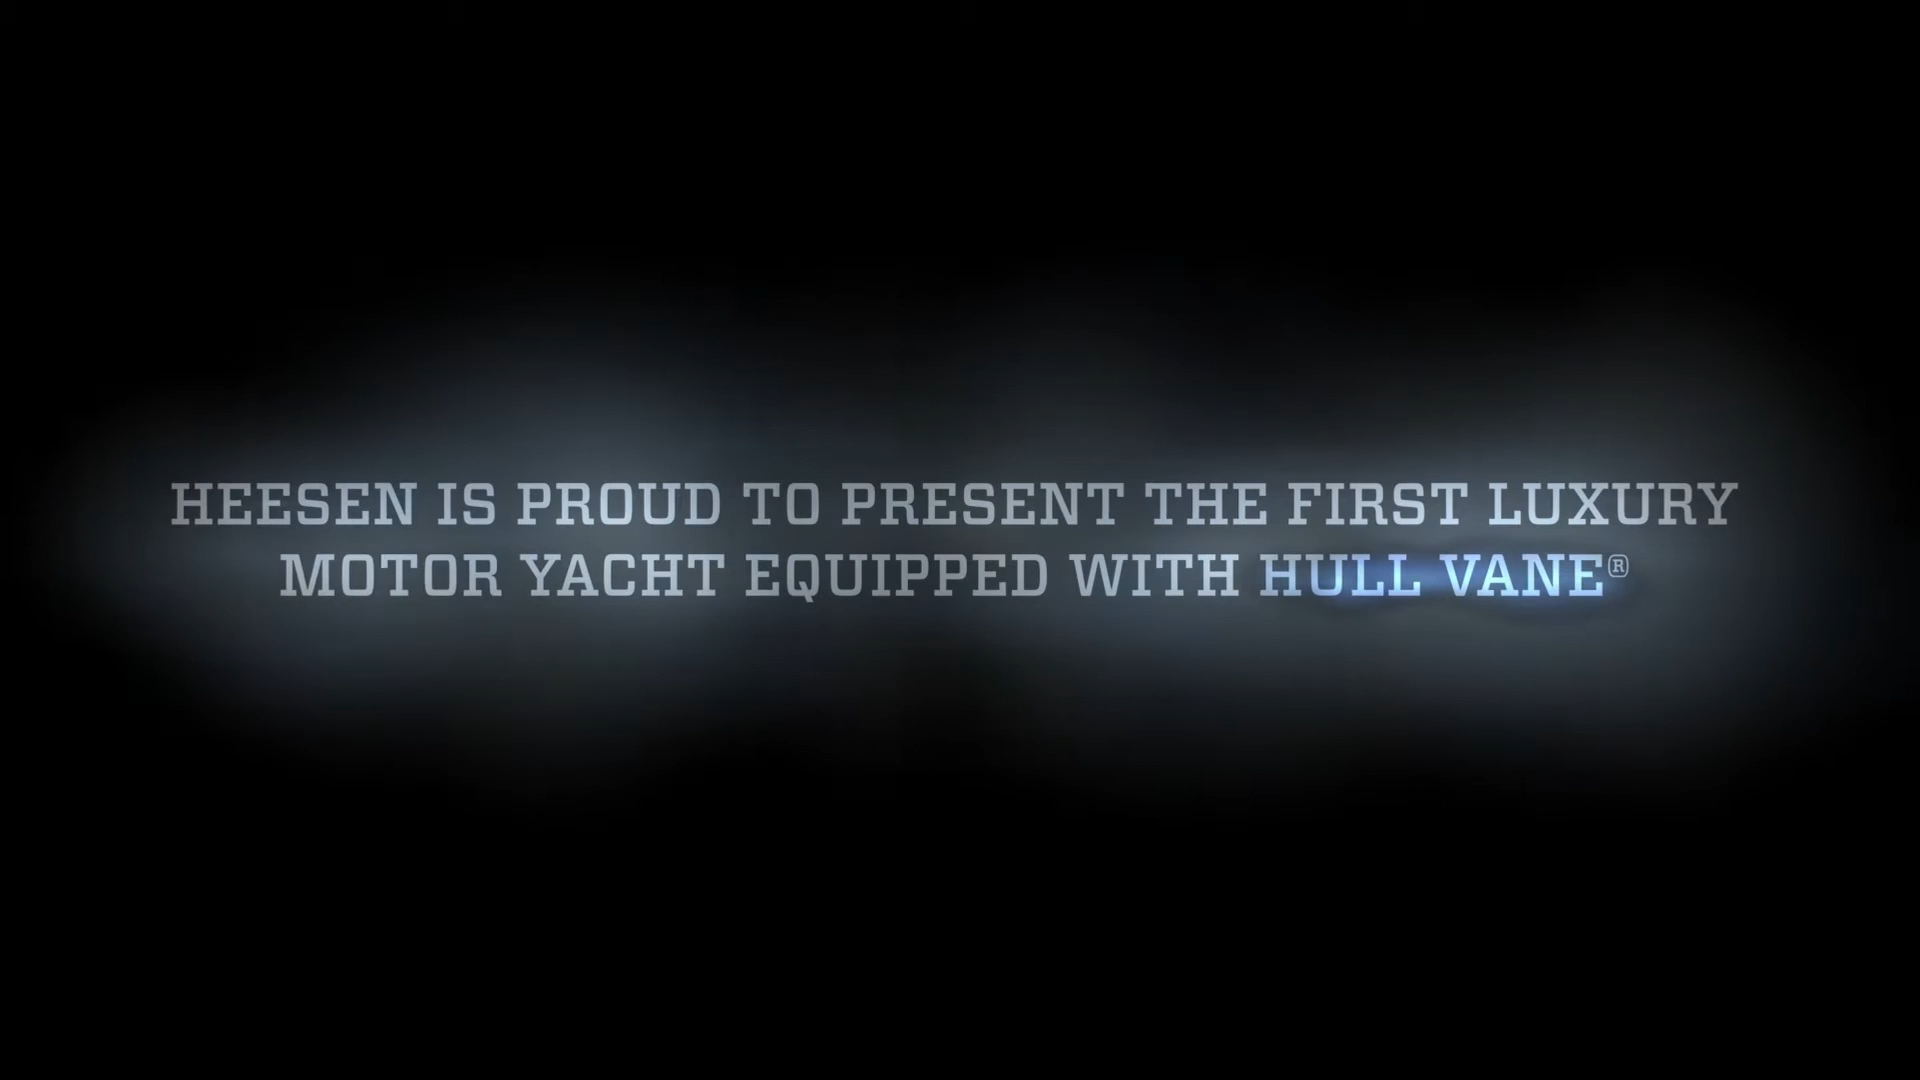 HEESEN IS PROUD TO PRESENT THE FIRST LUXURY
MOTOR YACHT EQUIPPED WITH HULL VANE®